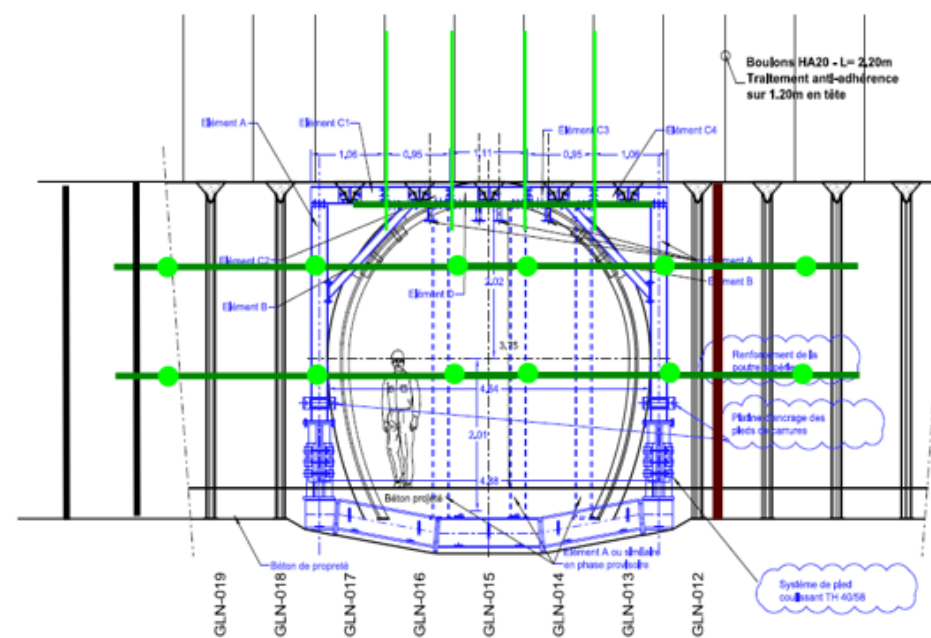 Boulons HA20 - L= 2,20m
Traitement anti-adhérence
sur 1.20m en tête
Elément A
Elément C1
Elément C3
Elément C4
1,06
0,95
1,11
0,95
1,06
Elément C2
Elément B
Elément D
2,02
Elément A
Elément B
3,75
Renforcement de la
poutre
4,84
Platine d'ancrage des
pieds de carrures
2,01
4,88
Béton projeté
Elément A ou similaire
en phase provisoire
Béton de propreté
Système de pied
coulissant TH 40/58
GLN-019
GLN-018
GLN-017
GLN-016
GLN-015
GLN-014
GLN-013
GLN-012